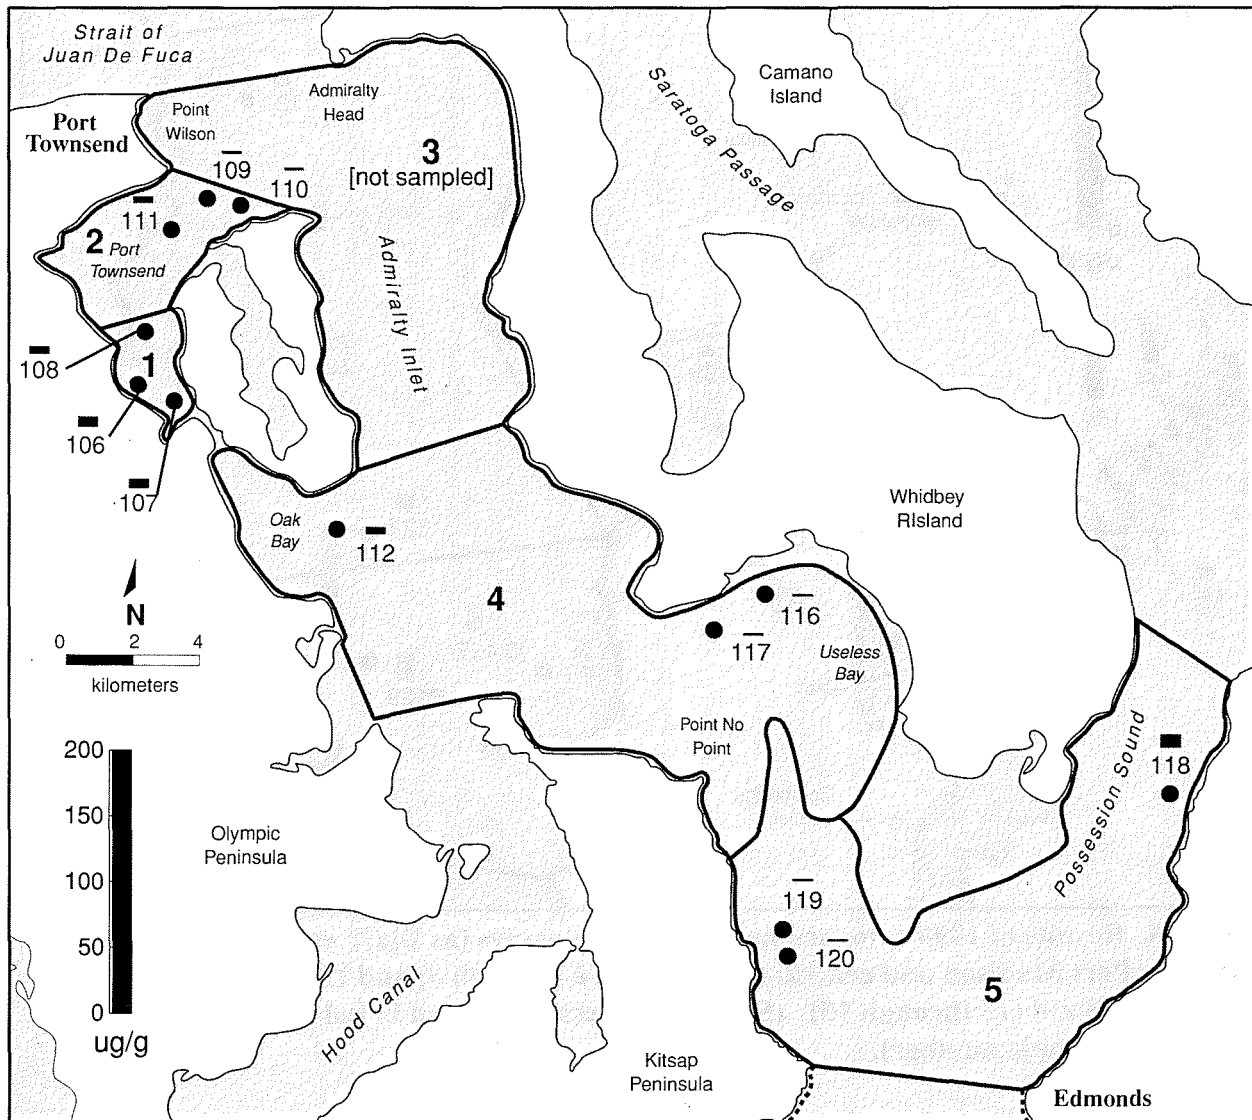 Strait of
Juan De Fuca
Port
Townsend
Point
Wilson
Admiralty
Head
3
[not sampled]
109
110
111
2
Port
Townsend
Saratoga Passage
Camano
Island
Admiralty Inlet
108
1
106
107
Oak
Bay
112
4
Whidbey
RIsland
116
117
Useless
Bay
N
0 2 4
kilometers
Point No
Point
Possession Sound
118
200
150
100
50
0
ug/g
Olympic
Peninsula
Hood Canal
119
120
5
Kitsap
Peninsula
Edmonds